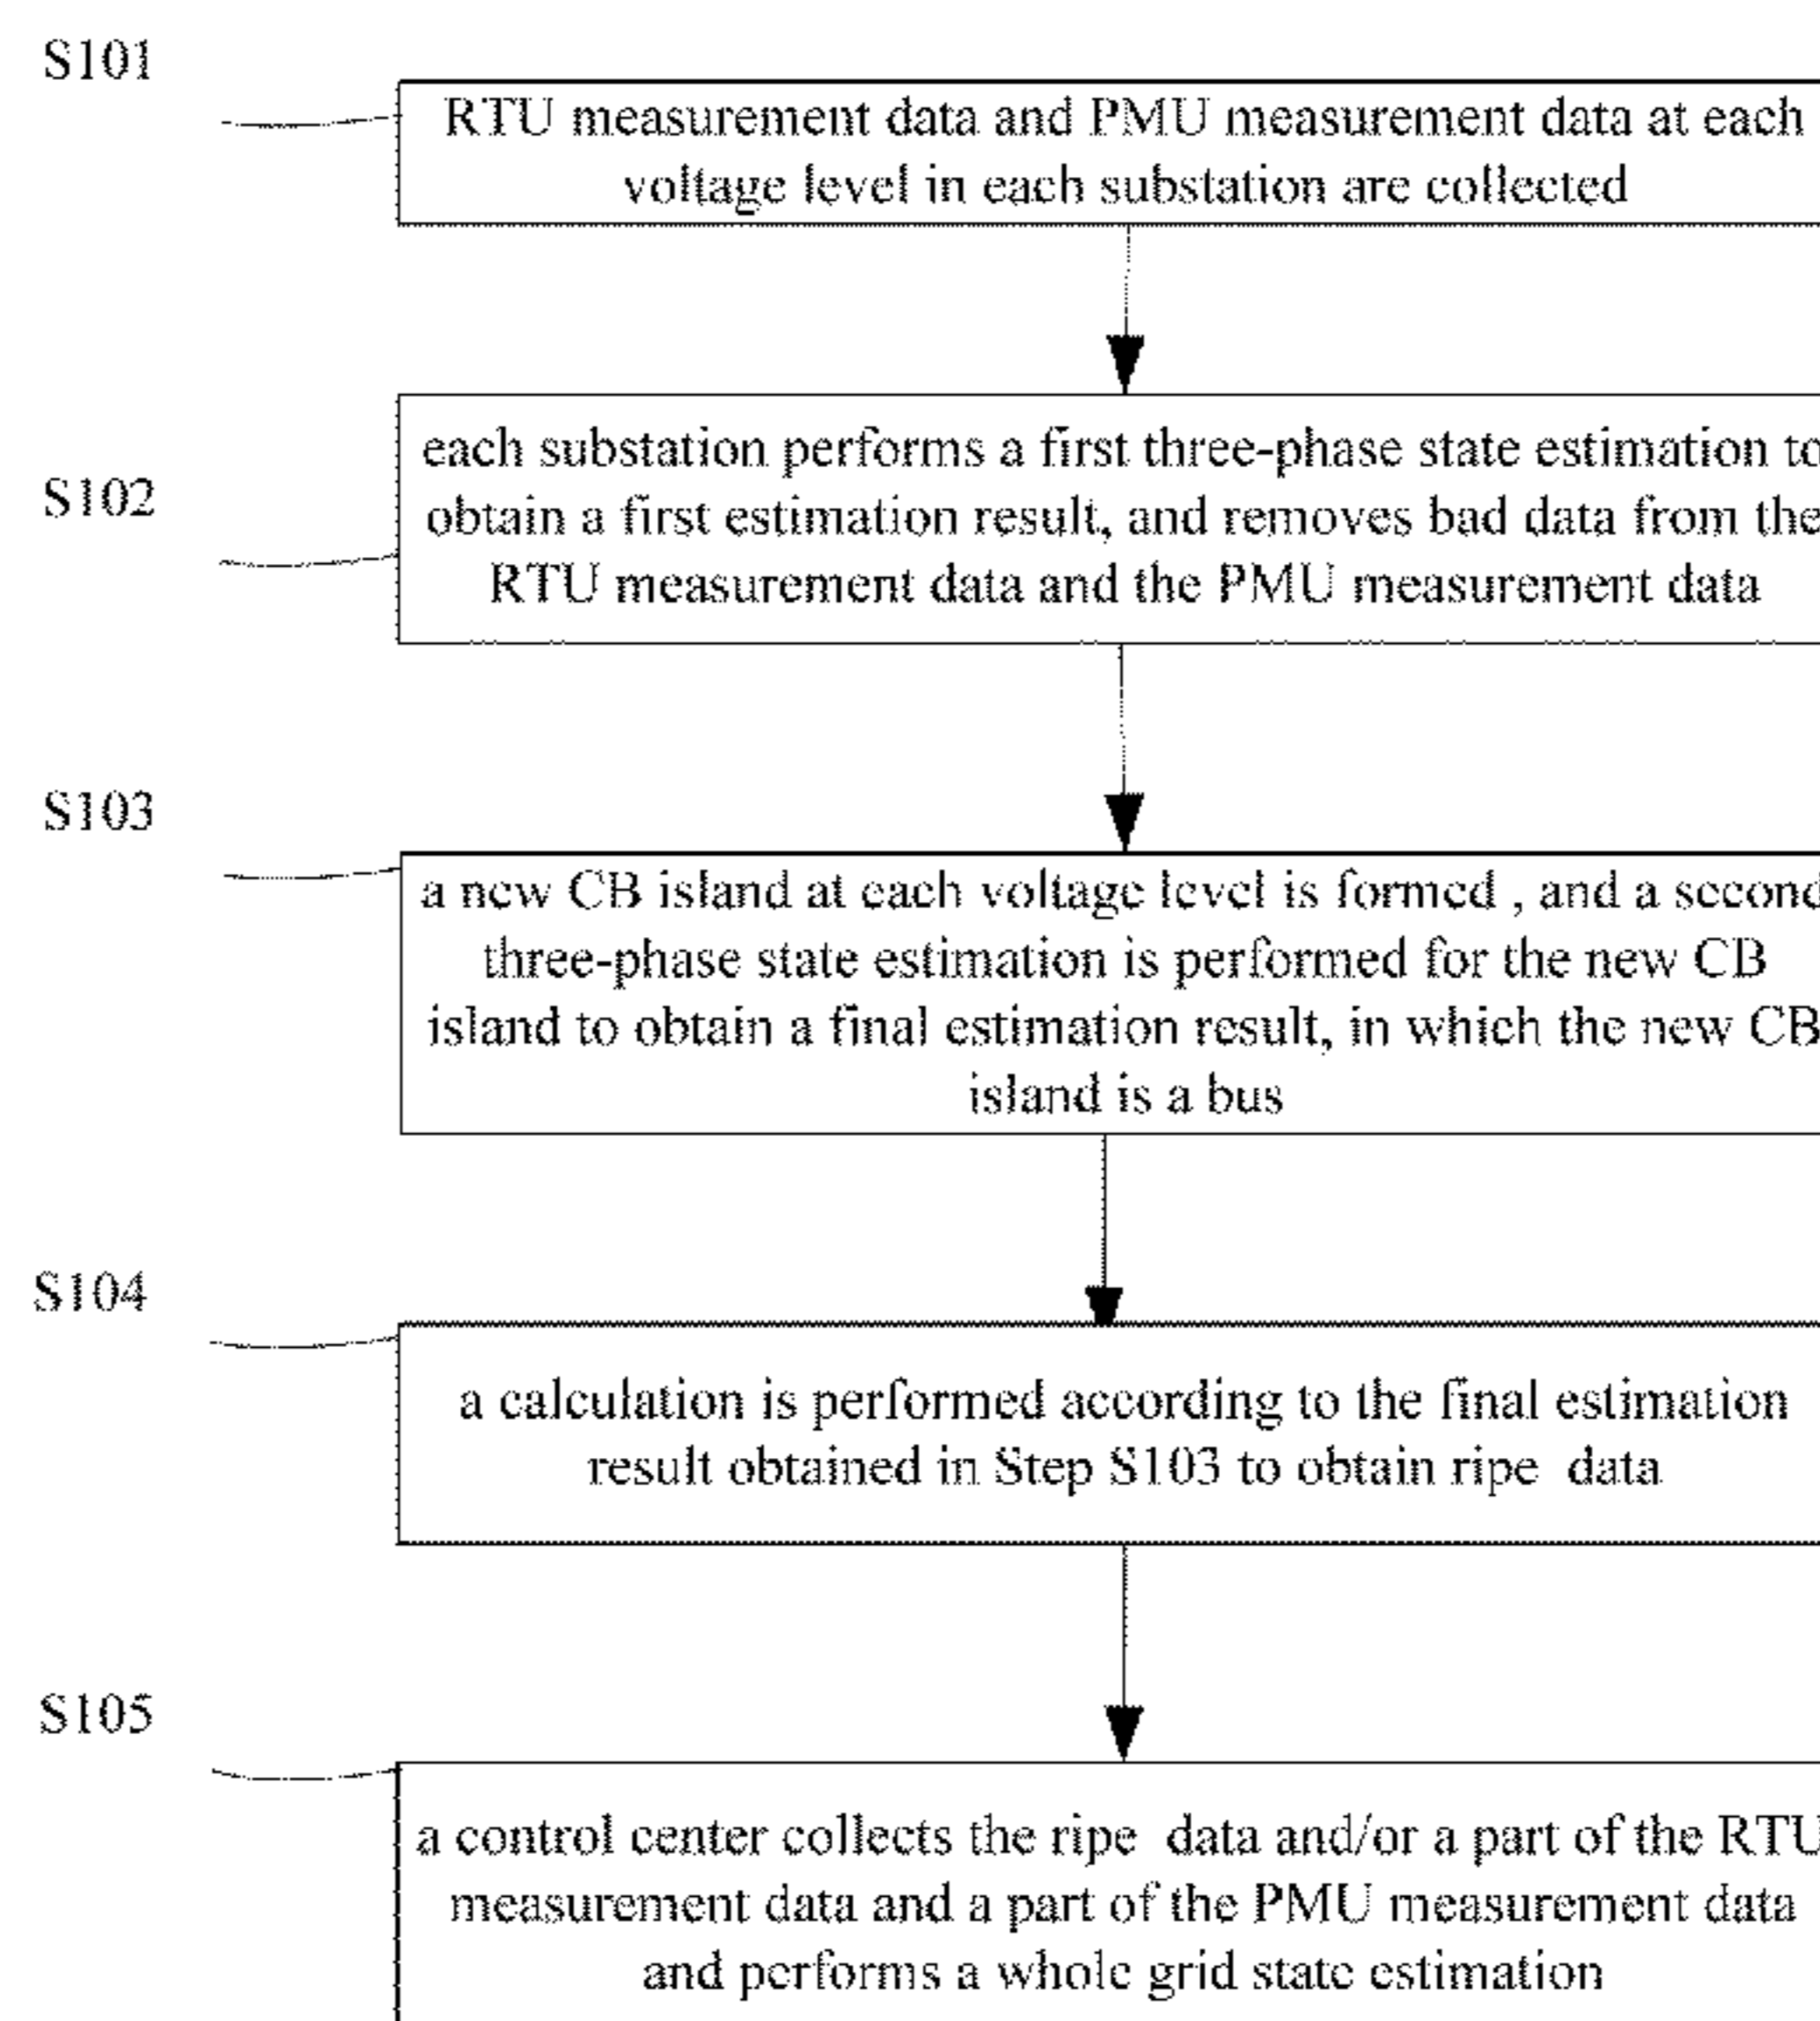 S101
RTU measurement data and PMU measurement data at each
voltage level in each substation are collected
each substation performs a first three-phase state estimation to
S102
obtain a first estimation result, and removes bad data from the
RTU measurement data and the PMU measurement data
S103
a new CB island at each voltage level is formed , and a second
three-phase state estimation is performed for the new CB
island to obtain a final estimation result, in which the new CB
island is a bus
S104
a calculation is performed according to the final estimation
result obtained in Step S103 to obtain ripe data
S105
a control center collects the ripe data and/or a part of the RTU
measurement data and a part of the PMU measurement data
and performs a whole grid state estimation